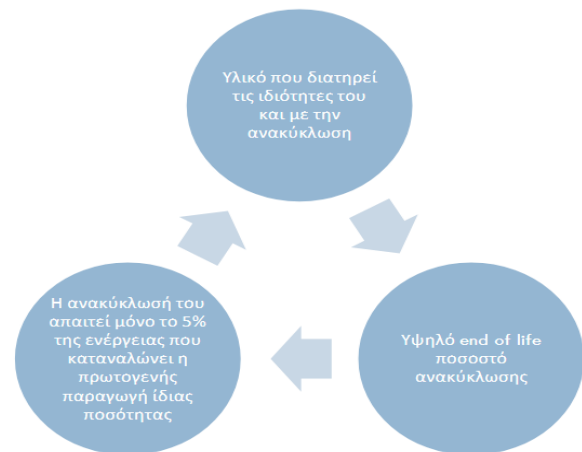 Υλικό που διατηρεί
τις ιδιότητες του
και με την
ανακύκλωση
Υψηλό end of life
ποσοστό
ανακύκλωσης
Η ανακύκλωσή του
απαιτεί μόνο το 5%
της ενέργειας που
καταναλώνει η
πρωτογενής
παραγωγή ίδιας
ποσότητας